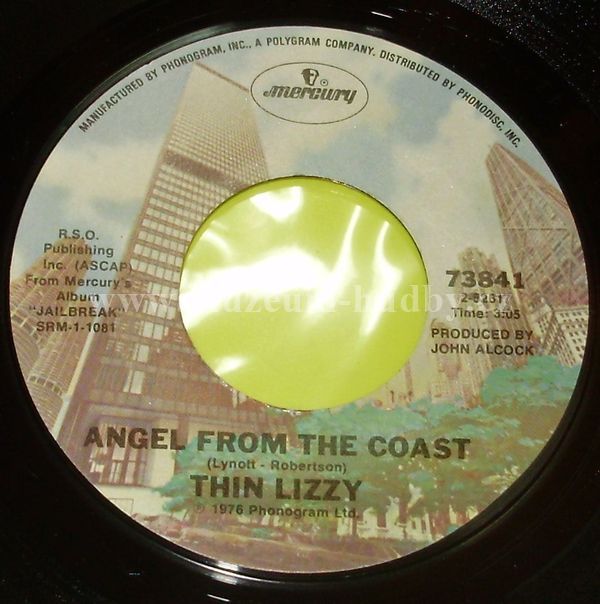 MANUFACTURED BY PHONOGRAM, INC., A POLYGRAM COMPANY. DISTRIBUTED BY PHONODISC, INC.
mercury
R.S.O.
Publishing
Inc. (ASCAP)
From Mercury's
Album
"JAILBREAK"
SRM-1-1081
73841
Time: 3:05
PRODUCED BY
JOHN ALCOCK
ANGEL FROM THE COAST
(Lynott - Robertson)
THIN LIZZY
℗ 1976 Phonogram Ltd.